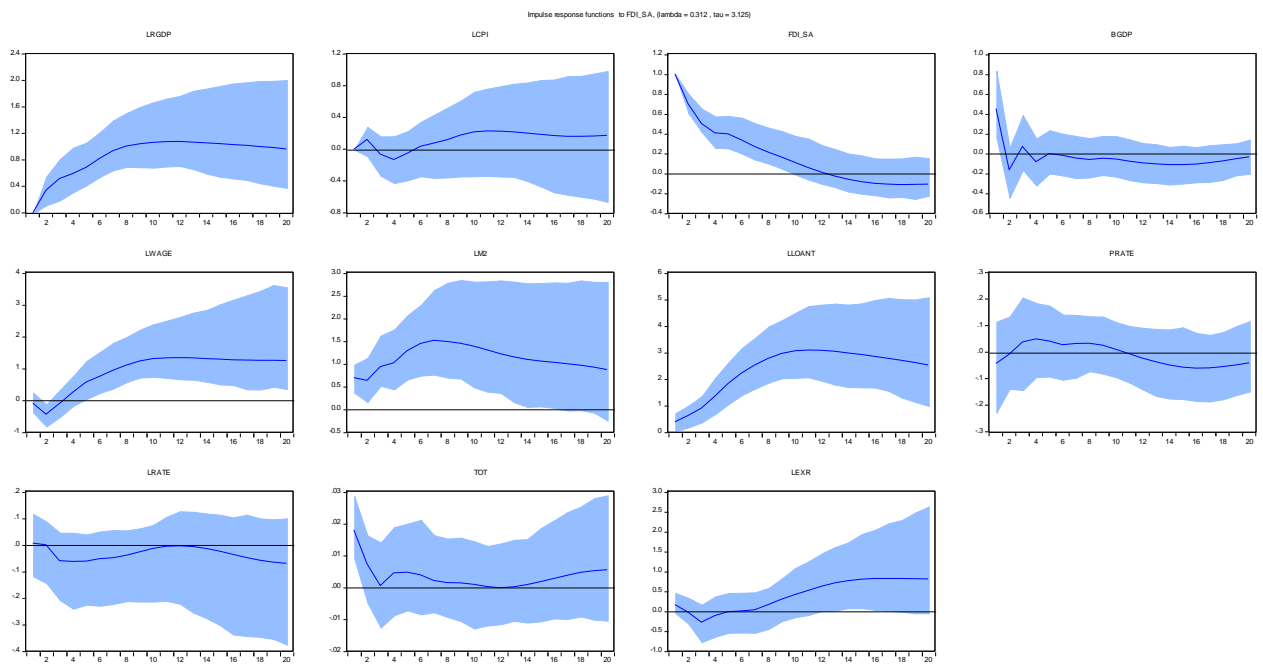 Impulse response functions to FDI_SA, (lambda = 0.312 , tau = 3.125)
LRGDP LCPI FDI_SA BGDP
2.4 1.2 1.2 1.0
2.0 0.8 1.0 0.8
1.6 0.4 0.8 0.6
1.2 0.0 0.6 0.4
0.8 -0.4 0.4 0.2
0.4 -0.8 0.2 0.0
0.0 0.0 -0.2
-0.2 -0.4
-0.4 -0.6
2 4 6 8 10 12 14 16 18 20 2 4 6 8 10 12 14 16 18 20 2 4 6 8 10 12 14 16 18 20 2 4 6 8 10 12 14 16 18 20
LWAGE LM2 LLOANT PRATE
4 3.0 6 .3
3 2.5 5 .2
2 2.0 4 .1
1 1.5 3 .0
0 1.0 2 -.1
-1 0.5 1 -.2
0.0 0 -.3
-0.5
2 4 6 8 10 12 14 16 18 20 2 4 6 8 10 12 14 16 18 20 2 4 6 8 10 12 14 16 18 20 2 4 6 8 10 12 14 16 18 20
LRATE TOT LEXR
.2 .03 3.0
.1 .02 2.5
.0 .01 2.0
-.1 .00 1.5
-.2 -.01 1.0
-.3 -.02 0.5
-.4 0.0
-0.5
-1.0
2 4 6 8 10 12 14 16 18 20 2 4 6 8 10 12 14 16 18 20 2 4 6 8 10 12 14 16 18 20